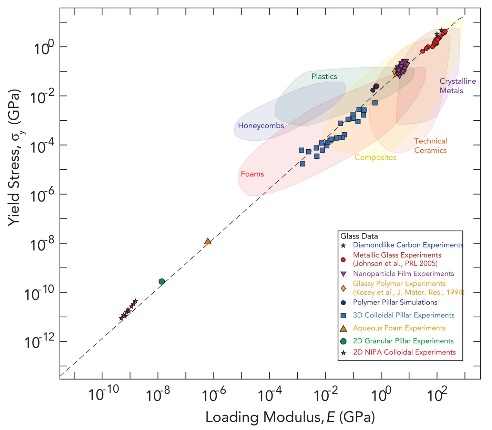 Yield Stress, σy (GPa)
10^0
10^-2
10^-4
10^-6
10^-8
10^-10
10^-12
Plastics
Crystalline
Metals
Honeycombs
Technical
Ceramics
Composites
Foams
Glass Data
Diamondlike Carbon Experiments
Metallic Glass Experiments
(Johnson et al., PRL 2005)
Nanoparticle Film Experiments
Glassy Polymer Experiments
(Kozey et al., J. Mater. Res., 1994)
Polymer Pillar Simulations
3D Colloidal Pillar Experiments
Aqueous Foam Experiments
2D Granular Pillar Experiments
2D NIPA Colloidal Experiments
10^-10 10^-8 10^-6 10^-4 10^-2 10^0 10^2
Loading Modulus, E (GPa)